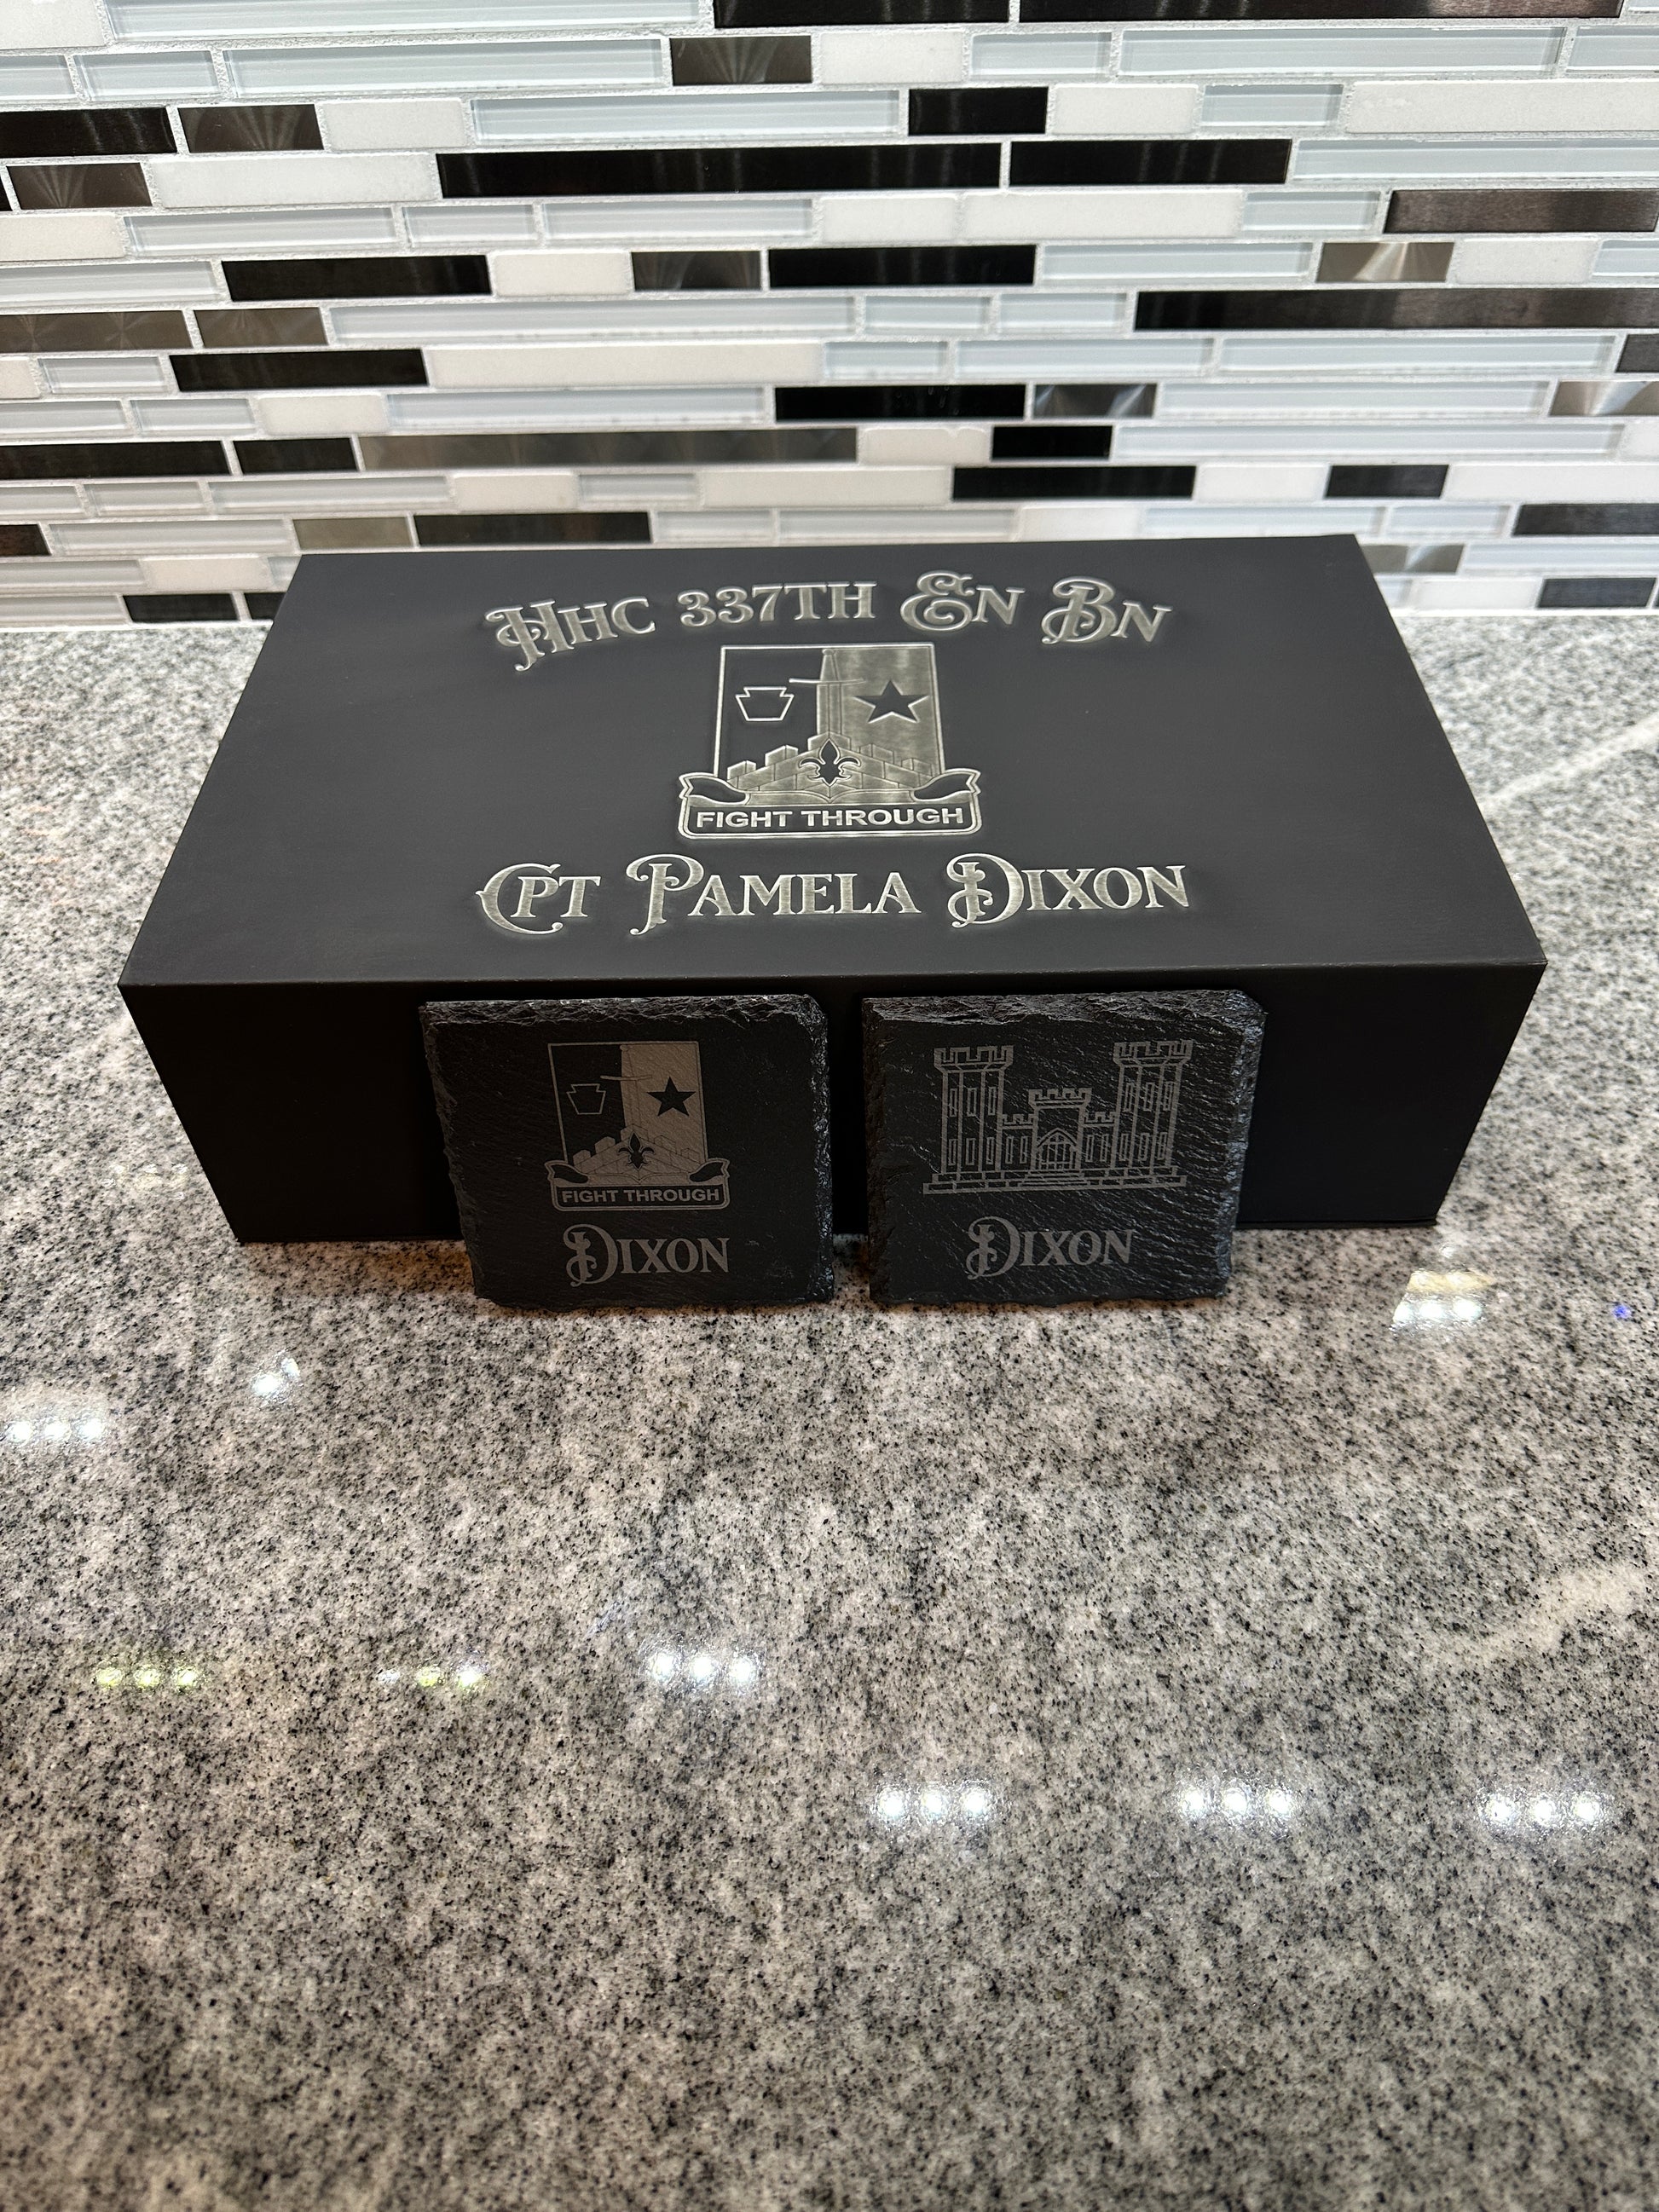 HHC 337TH EN BN
FIGHT THROUGH
CPT PAMELA DIXON
FIGHT THROUGH
DIXON
DIXON